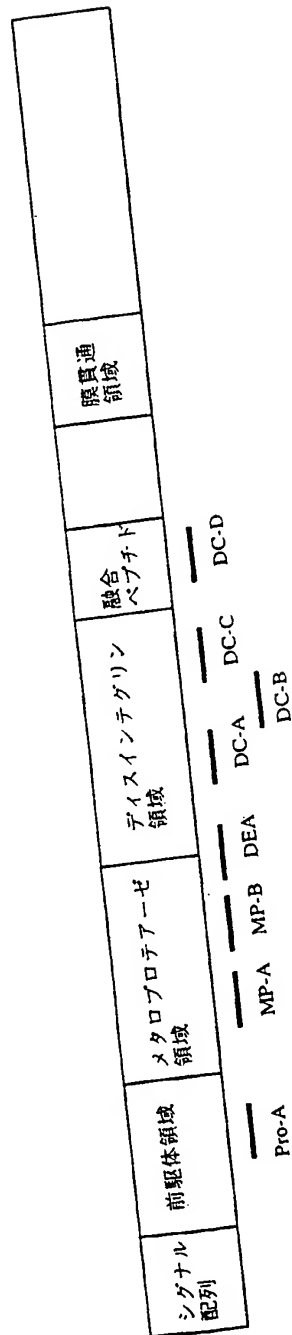 シグナル
配列
前駆体領域
メタロプロテアーゼ
領域
ディスインテグリン
領域
融合
ペプチド
膜貫通
領域
Pro-A
MP-A
MP-B
DEA
DC-A
DC-B
DC-C
DC-D